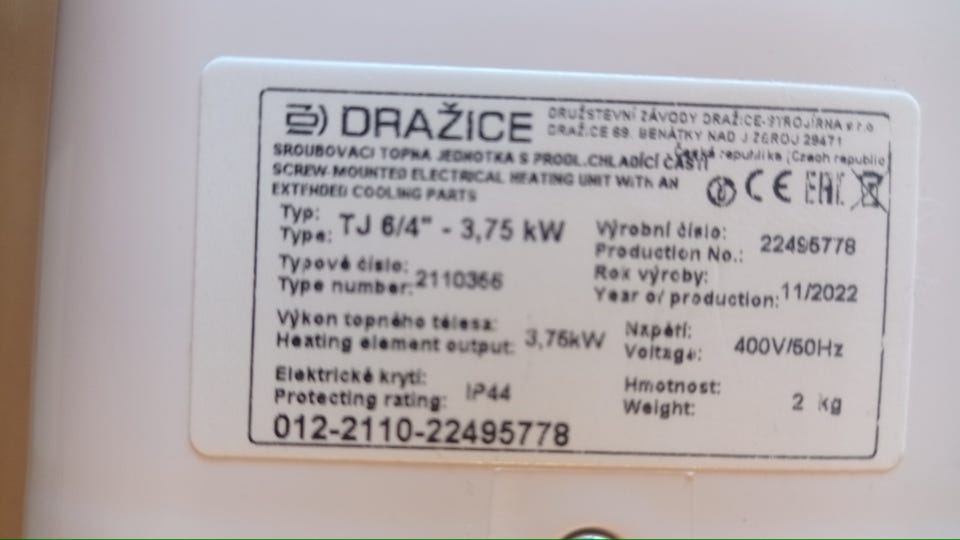 DRAŽICE
DRUŽSTEVNÍ ZÁVODY DRAŽICE-STROJÍRNA s.r.o.
DRAŽICE 69, BENÁTKY NAD JIZEROU 29471
Česká republika (Czech republic)
ŠROUBOVACÍ TOPNÁ JEDNOTKA S PRODL.CHLADÍCÍ ČÁSTÍ
SCREW-MOUNTED ELECTRICAL HEATING UNIT WITH AN
EXTENDED COOLING PARTS
CE EAC
Typ:
Type: TJ 6/4" - 3,75 kW
Typové číslo:
Type number: 2110356
Výkon topného tělesa:
Heating element output: 3,75kW
Elektrické krytí:
Protecting rating: IP44
Výrobní číslo:
Production No.: 22495778
Rok výroby:
Year of production: 11/2022
Napětí:
Voltage: 400V/50Hz
Hmotnost:
Weight: 2 kg
012-2110-22495778